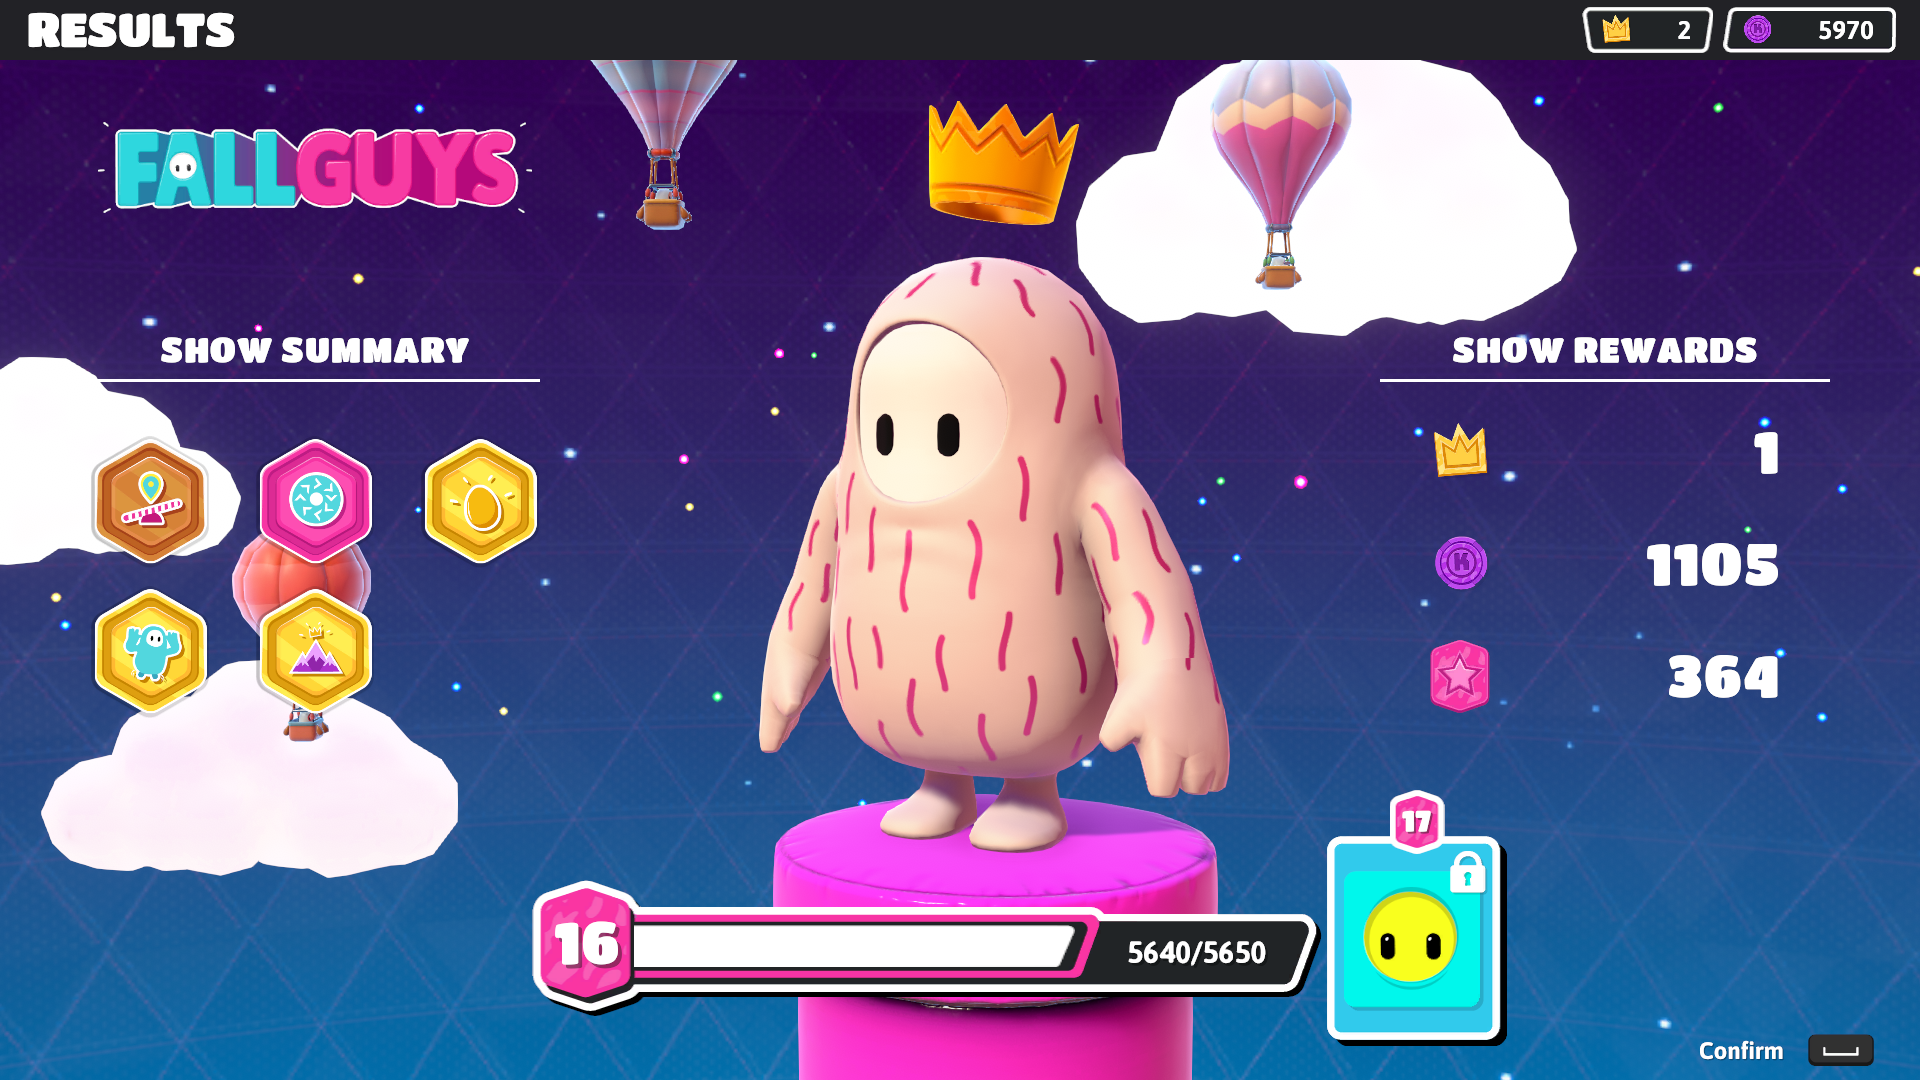 RESULTS
2
5970
FALL GUYS
SHOW SUMMARY
SHOW REWARDS
1
K
1105
364
17
16
5640/5650
Confirm